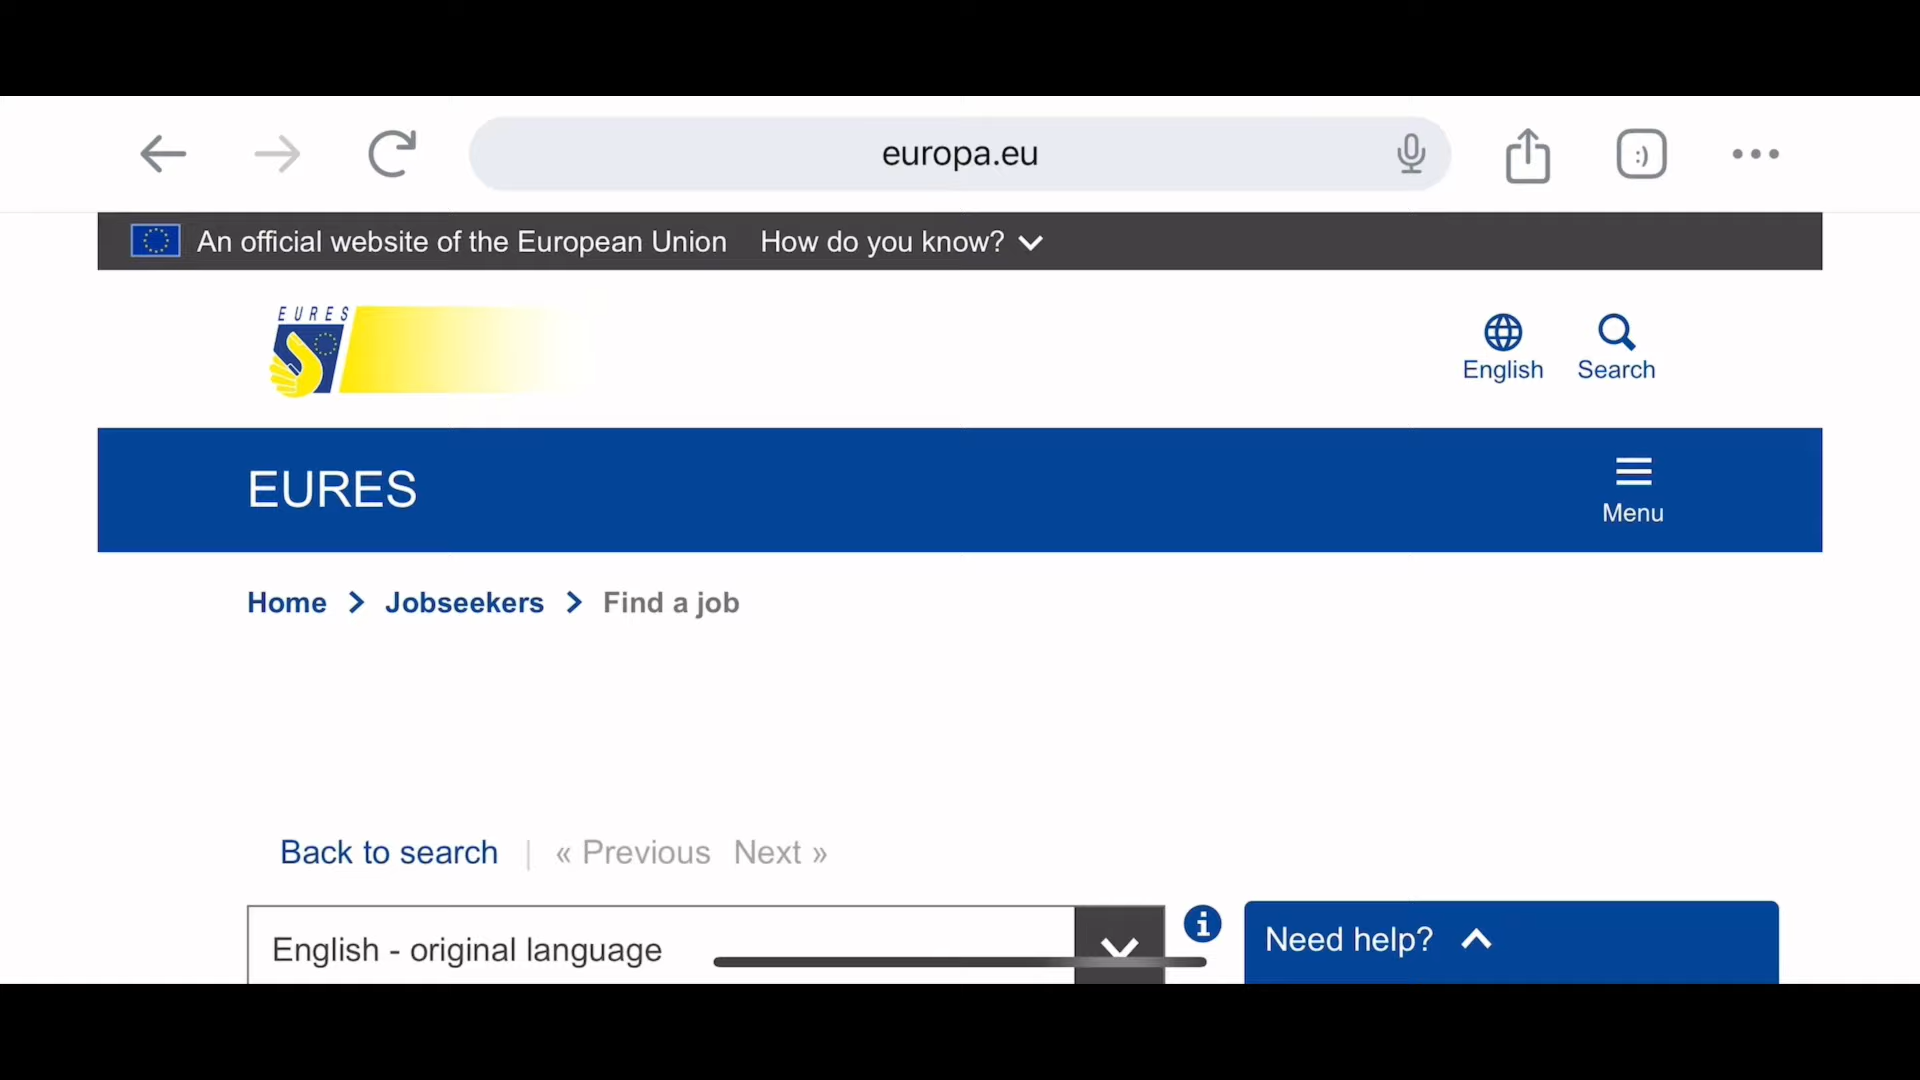 europa.eu
:)
An official website of the European Union How do you know?
EURES
English Search
EURES
Menu
Home > Jobseekers > Find a job
Back to search | « Previous Next »
English - original language
i
Need help?